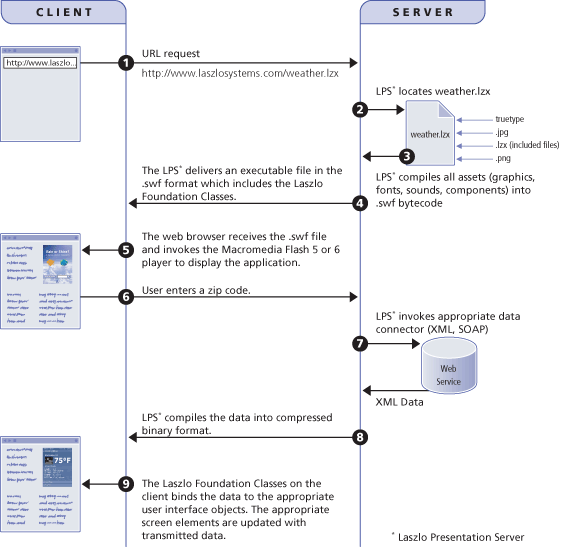 CLIENT
SERVER
http://www.laszlo...
1
URL request
http://www.laszlosystems.com/weather.lzx
LPS* locates weather.lzx
2
weather.lzx
truetype
.jpg
.lzx (included files)
.png
3
LPS* compiles all assets (graphics,
fonts, sounds, components) into
.swf bytecode
The LPS* delivers an executable file in the
.swf format which includes the Laszlo
Foundation Classes.
4
5
The web browser receives the .swf file
and invokes the Macromedia Flash 5 or 6
player to display the application.
6
User enters a zip code.
LPS* invokes appropriate data
connector (XML, SOAP)
7
Web
Service
XML Data
LPS* compiles the data into compressed
binary format.
8
75°F
9
The Laszlo Foundation Classes on the
client binds the data to the appropriate
user interface objects. The appropriate
screen elements are updated with
transmitted data.
* Laszlo Presentation Server